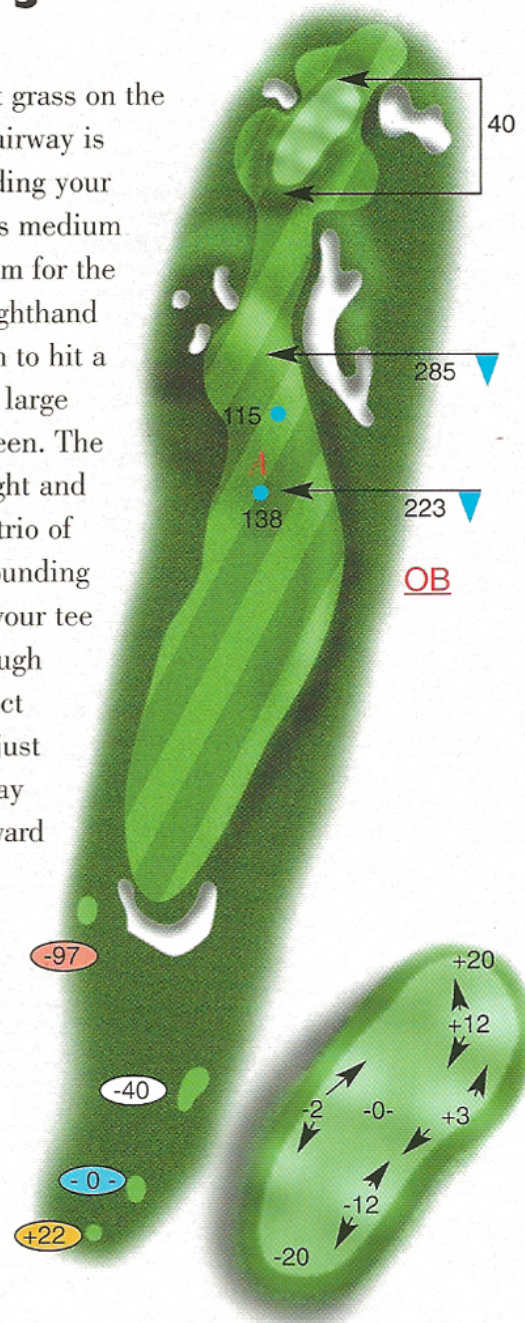 g
t grass on the
airway is
ding your
s medium
m for the
ghthand
n to hit a
large
een. The
ght and
trio of
ounding
your tee
ugh
ct
just
ay
ward
40
285
115
A
138
223
OB
-97
-40
- 0 -
+22
+20
+12
-2
-0-
+3
-12
-20